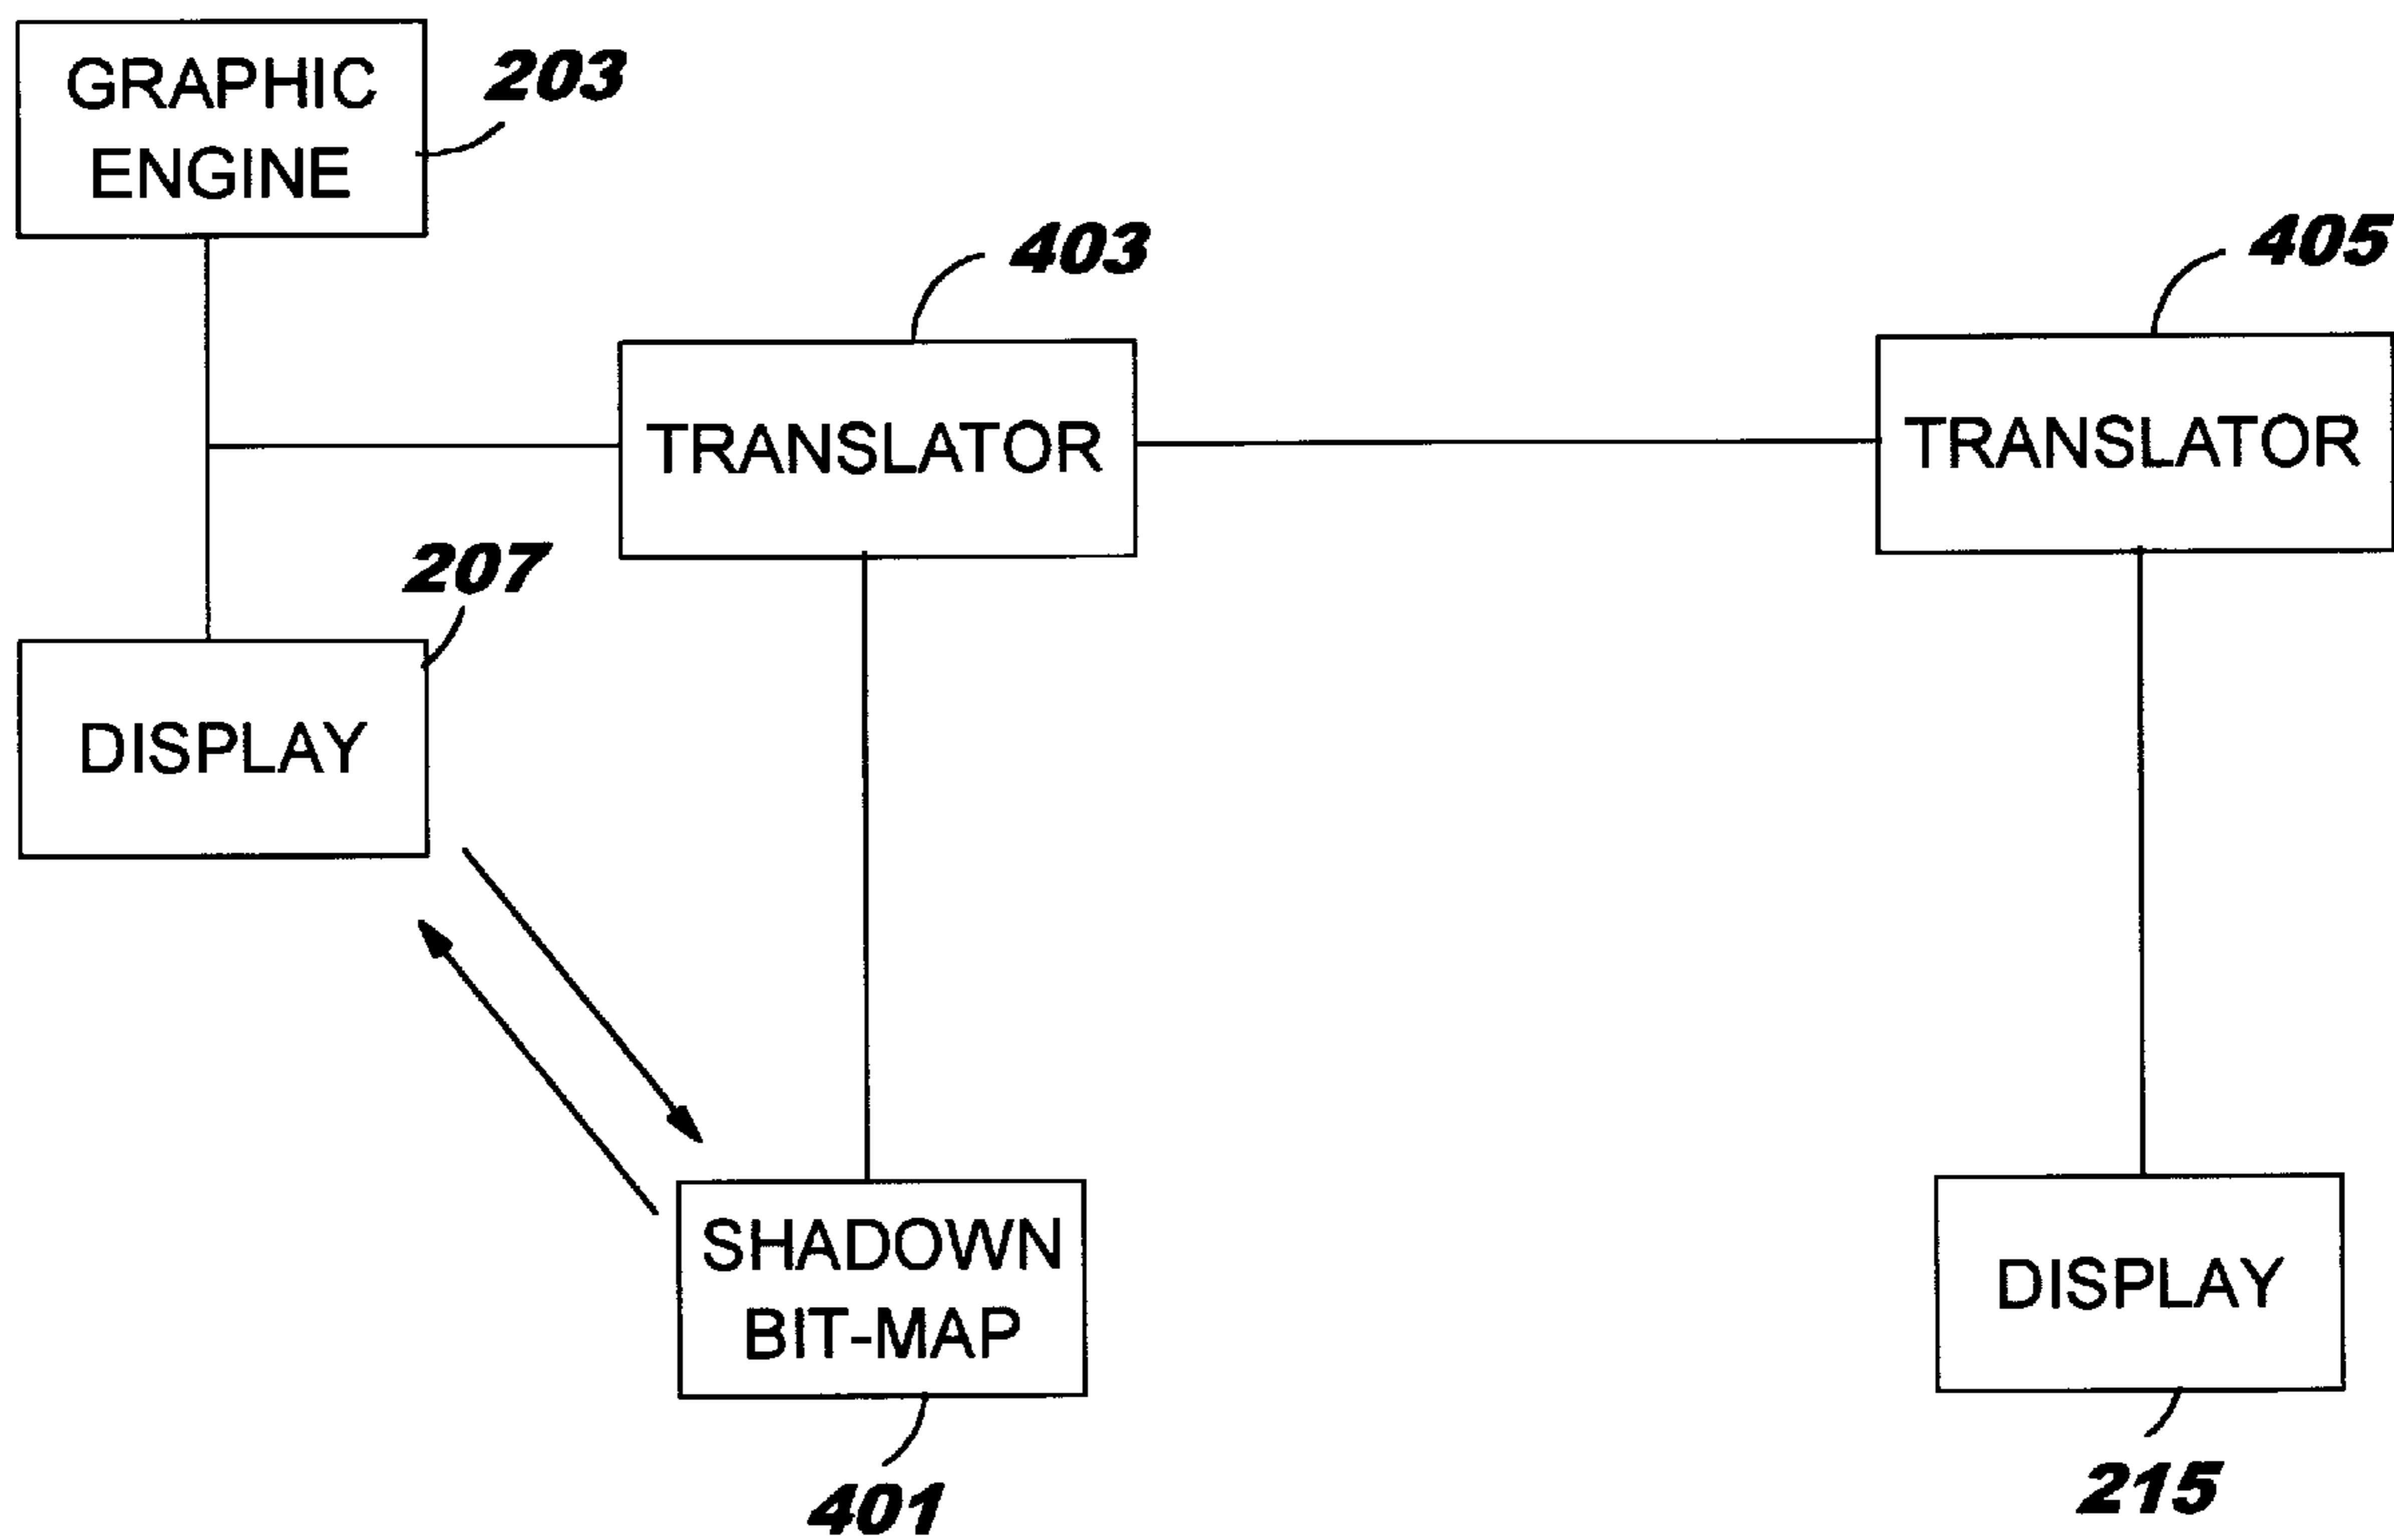 GRAPHIC
ENGINE
203
403
405
TRANSLATOR
TRANSLATOR
207
DISPLAY
SHADOWN
BIT-MAP
DISPLAY
401
215